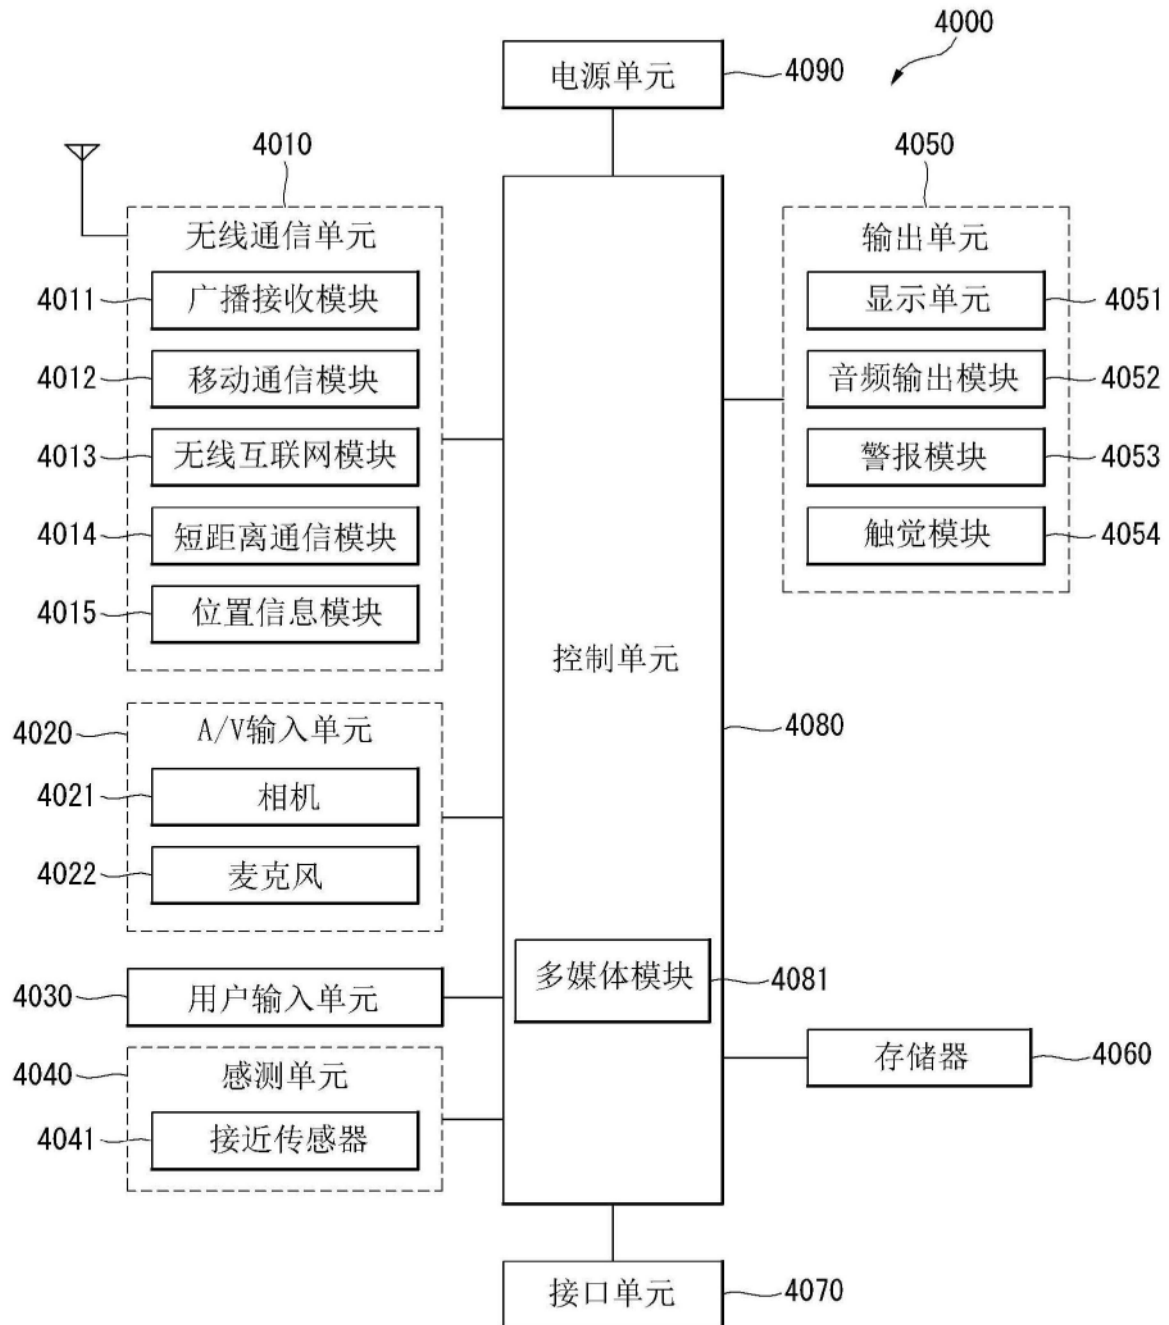 4000
电源单元 4090
4010
4050
无线通信单元
输出单元
4011 广播接收模块
显示单元 4051
4012 移动通信模块
音频输出模块 4052
4013 无线互联网模块
警报模块 4053
4014 短距离通信模块
触觉模块 4054
4015 位置信息模块
控制单元
4020 A/V输入单元
4080
4021 相机
4022 麦克风
多媒体模块 4081
4030 用户输入单元
存储器 4060
4040 感测单元
4041 接近传感器
接口单元 4070